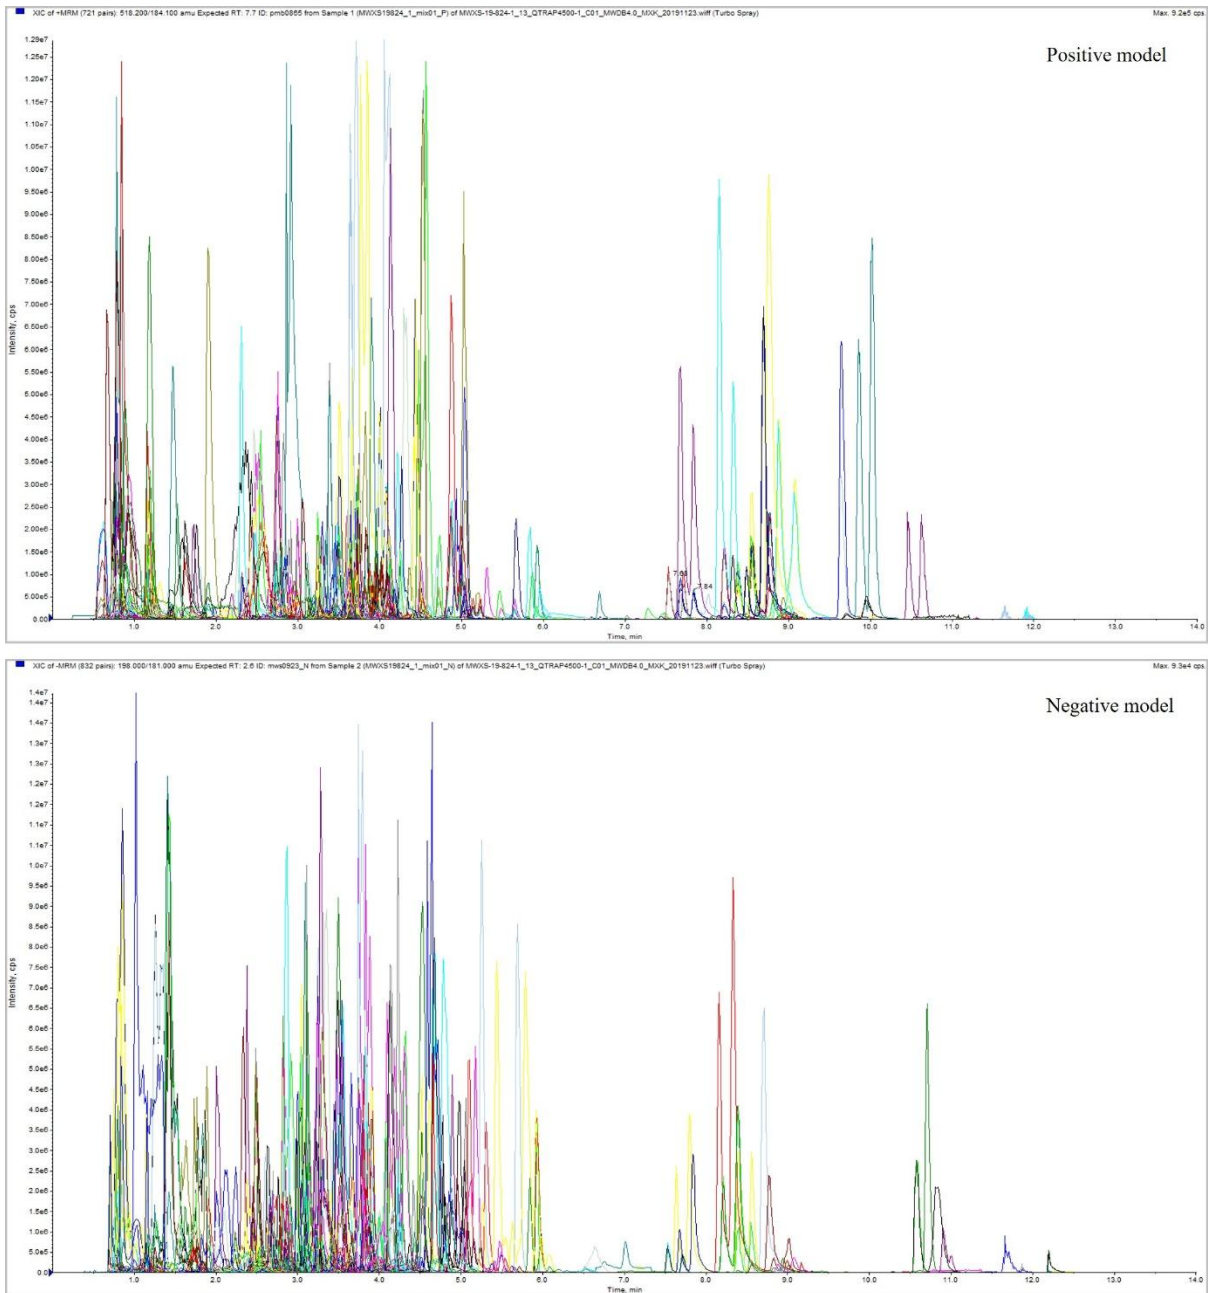 XIC of +MRM (721 pairs): 518.200/184.100 amu Expected RT: 7.7 ID: pmb0865 from Sample 1 (MWXS19824_1_mix01_P) of MWXS-19-824-1_13_QTRAP4500-1_C01_MWDB4.0_MXK_20191123.wiff (Turbo Spray) Max. 9.2e5 cps.
Positive model
1.29e7
1.25e7
1.20e7
1.15e7
1.10e7
1.05e7
1.00e7
9.50e6
9.00e6
8.50e6
8.00e6
7.50e6
7.00e6
6.50e6
6.00e6
5.50e6
5.00e6
4.50e6
4.00e6
3.50e6
3.00e6
2.50e6
2.00e6
1.50e6
1.00e6
5.00e5
0.00
Intensity, cps
7.84
1.0 2.0 3.0 4.0 5.0 6.0 7.0 8.0 9.0 10.0 11.0 12.0 13.0 14.0
Time, min
XIC of -MRM (832 pairs): 198.000/181.000 amu Expected RT: 2.6 ID: mws0923_N from Sample 2 (MWXS19824_1_mix01_N) of MWXS-19-824-1_13_QTRAP4500-1_C01_MWDB4.0_MXK_20191123.wiff (Turbo Spray) Max. 9.3e4 cps.
Negative model
1.4e7
1.4e7
1.3e7
1.3e7
1.2e7
1.2e7
1.1e7
1.1e7
1.0e7
9.5e6
9.0e6
8.5e6
8.0e6
7.5e6
7.0e6
6.5e6
6.0e6
5.5e6
5.0e6
4.5e6
4.0e6
3.5e6
3.0e6
2.5e6
2.0e6
1.5e6
1.0e6
5.0e5
0.0
Intensity, cps
1.0 2.0 3.0 4.0 5.0 6.0 7.0 8.0 9.0 10.0 11.0 12.0 13.0 14.0
Time, min